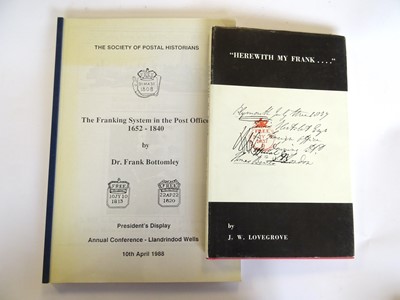 THE SOCIETY OF POSTAL HISTORIANS
The Franking System in the Post Office
1652 - 1840
by
Dr. Frank Bottomley
FREE
FREE
President's Display
Annual Conference - Llandrindod Wells
10th April 1988
"HEREWITH MY FRANK . . . ."
by
J. W. LOVEGROVE